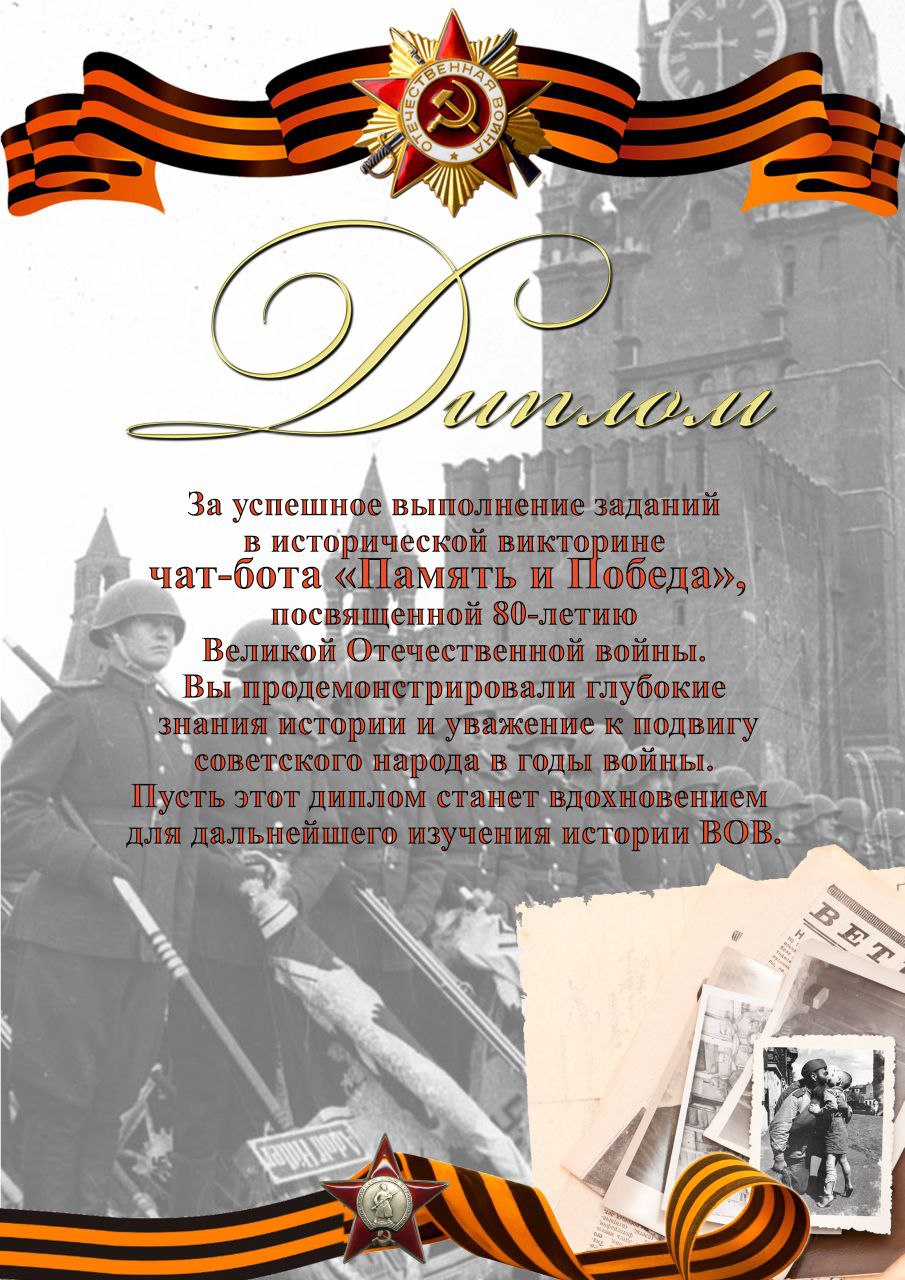 ОТЕЧЕСТВЕННАЯ ВОЙНА
Диплом
За успешное выполнение заданий
в исторической викторине
чат-бота «Память и Победа»,
посвященной 80-летию
Великой Отечественной войны.
Вы продемонстрировали глубокие
знания истории и уважение к подвигу
советского народа в годы войны.
Пусть этот диплом станет вдохновением
для дальнейшего изучения истории ВОВ.
ВЕТ